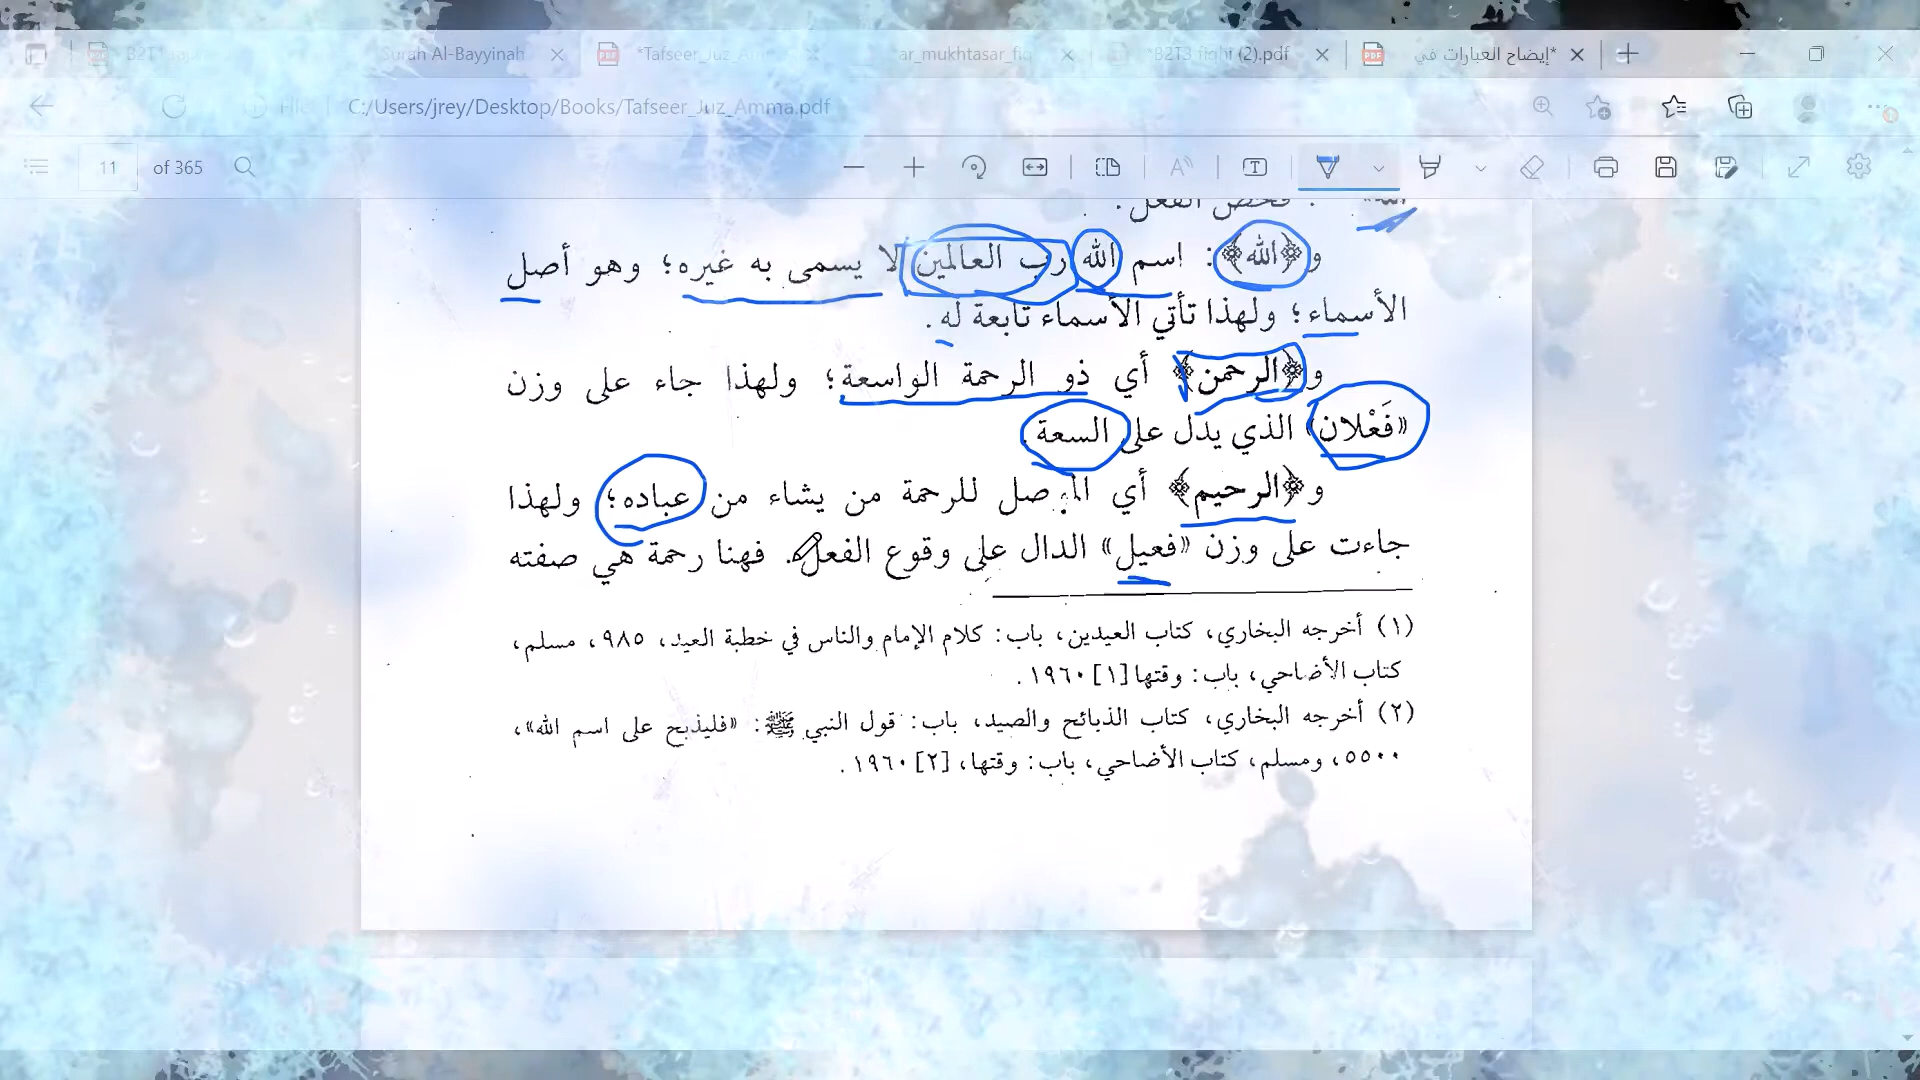 Surah Al-Bayyinah
*Tafseer_Juz_Am
ar_mukhtasar_fiq
*B2T3 fiqhi (2).pdf
*إيضاح العبارات في
File
C:/Users/jrey/Desktop/Books/Tafseer_Juz_Amma.pdf
11 of 365
الفعل.
و﴿الله﴾: اسم الله رب العالمين لا يسمى به غيره؛ وهو أصل
الأسماء؛ ولهذا تأتي الأسماء تابعة له.
و﴿الرحمن﴾ أي ذو الرحمة الواسعة؛ ولهذا جاء على وزن
«فَعْلان» الذي يدل على السعة.
و﴿الرحيم﴾ أي الموصل للرحمة من يشاء من عباده؛ ولهذا
جاءت على وزن «فعيل» الدال على وقوع الفعل. فهنا رحمة هي صفته
(١) أخرجه البخاري، كتاب العيدين، باب: كلام الإمام والناس في خطبة العيد، ٩٨٥، مسلم،
كتاب الأضاحي، باب: وقتها [١] ١٩٦٠.
(٢) أخرجه البخاري، كتاب الذبائح والصيد، باب: قول النبي ﷺ: «فليذبح على اسم الله»،
٥٥٠٠، ومسلم، كتاب الأضاحي، باب: وقتها، [٢] ١٩٦٠.